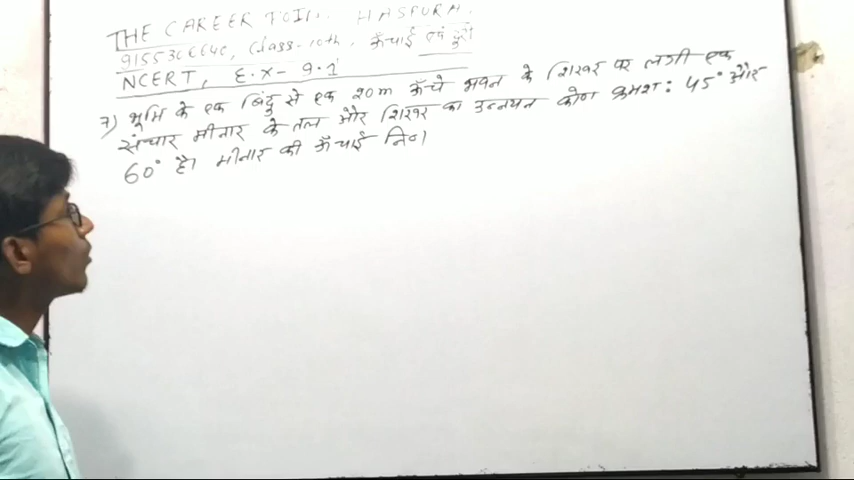 THE CAREER POINT HASPURA.
Class-10th, ऊँचाई एवं दूरी
NCERT, E.X- 9.1
7) भूमि के एक बिंदु से एक 20m ऊँचे भवन के शिखर पर लगी एक
संचार मीनार के तल और शिखर का उन्नयन कोण क्रमश: 45° और
60° है। मीनार की ऊँचाई नि०।